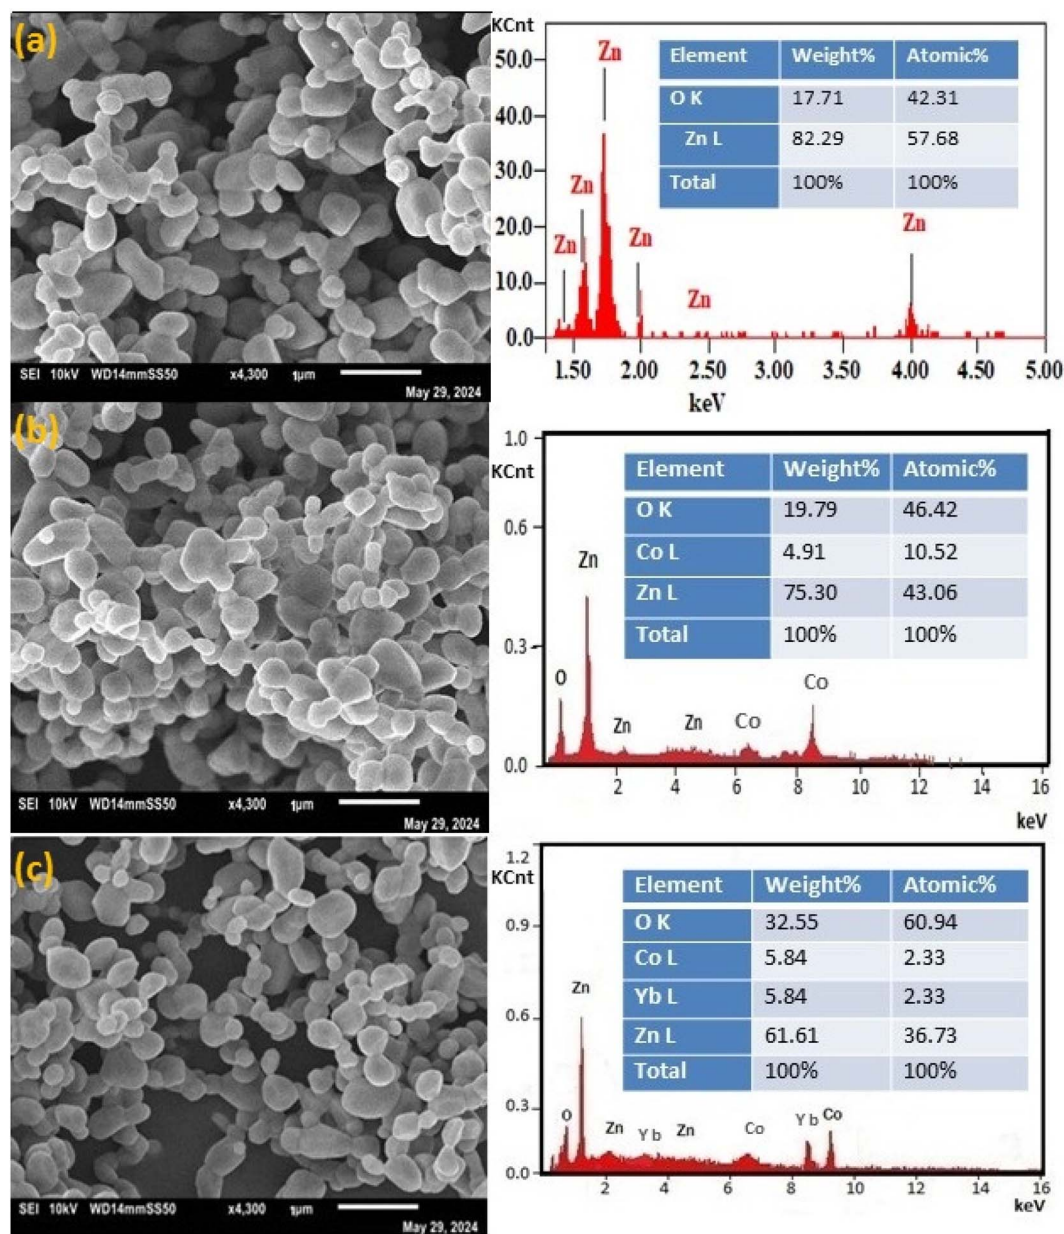 (a)
SEI 10kV WD14mmSS50 x4,300 1µm
May 29, 2024
KCnt
50.0
40.0
30.0
20.0
10.0
0.0
Zn
Zn
Zn
Zn
Zn
Zn
1.50 2.00 2.50 3.00 3.50 4.00 4.50 5.00
keV
Element Weight% Atomic%
O K 17.71 42.31
Zn L 82.29 57.68
Total 100% 100%
(b)
SEI 10kV WD14mmSS50 x4,300 1µm
May 29, 2024
1.0
KCnt
0.6
0.3
0.0
O
Zn
Zn
Zn
Co
Co
2 4 6 8 10 12 14 16
keV
Element Weight% Atomic%
O K 19.79 46.42
Co L 4.91 10.52
Zn L 75.30 43.06
Total 100% 100%
(c)
SEI 10kV WD14mmSS50 x4,300 1µm
May 29, 2024
1.2
KCnt
0.9
0.6
0.3
0.0
O
Zn
Zn
Yb
Zn
Co
Yb
Co
2 4 6 8 10 12 14 16
keV
Element Weight% Atomic%
O K 32.55 60.94
Co L 5.84 2.33
Yb L 5.84 2.33
Zn L 61.61 36.73
Total 100% 100%